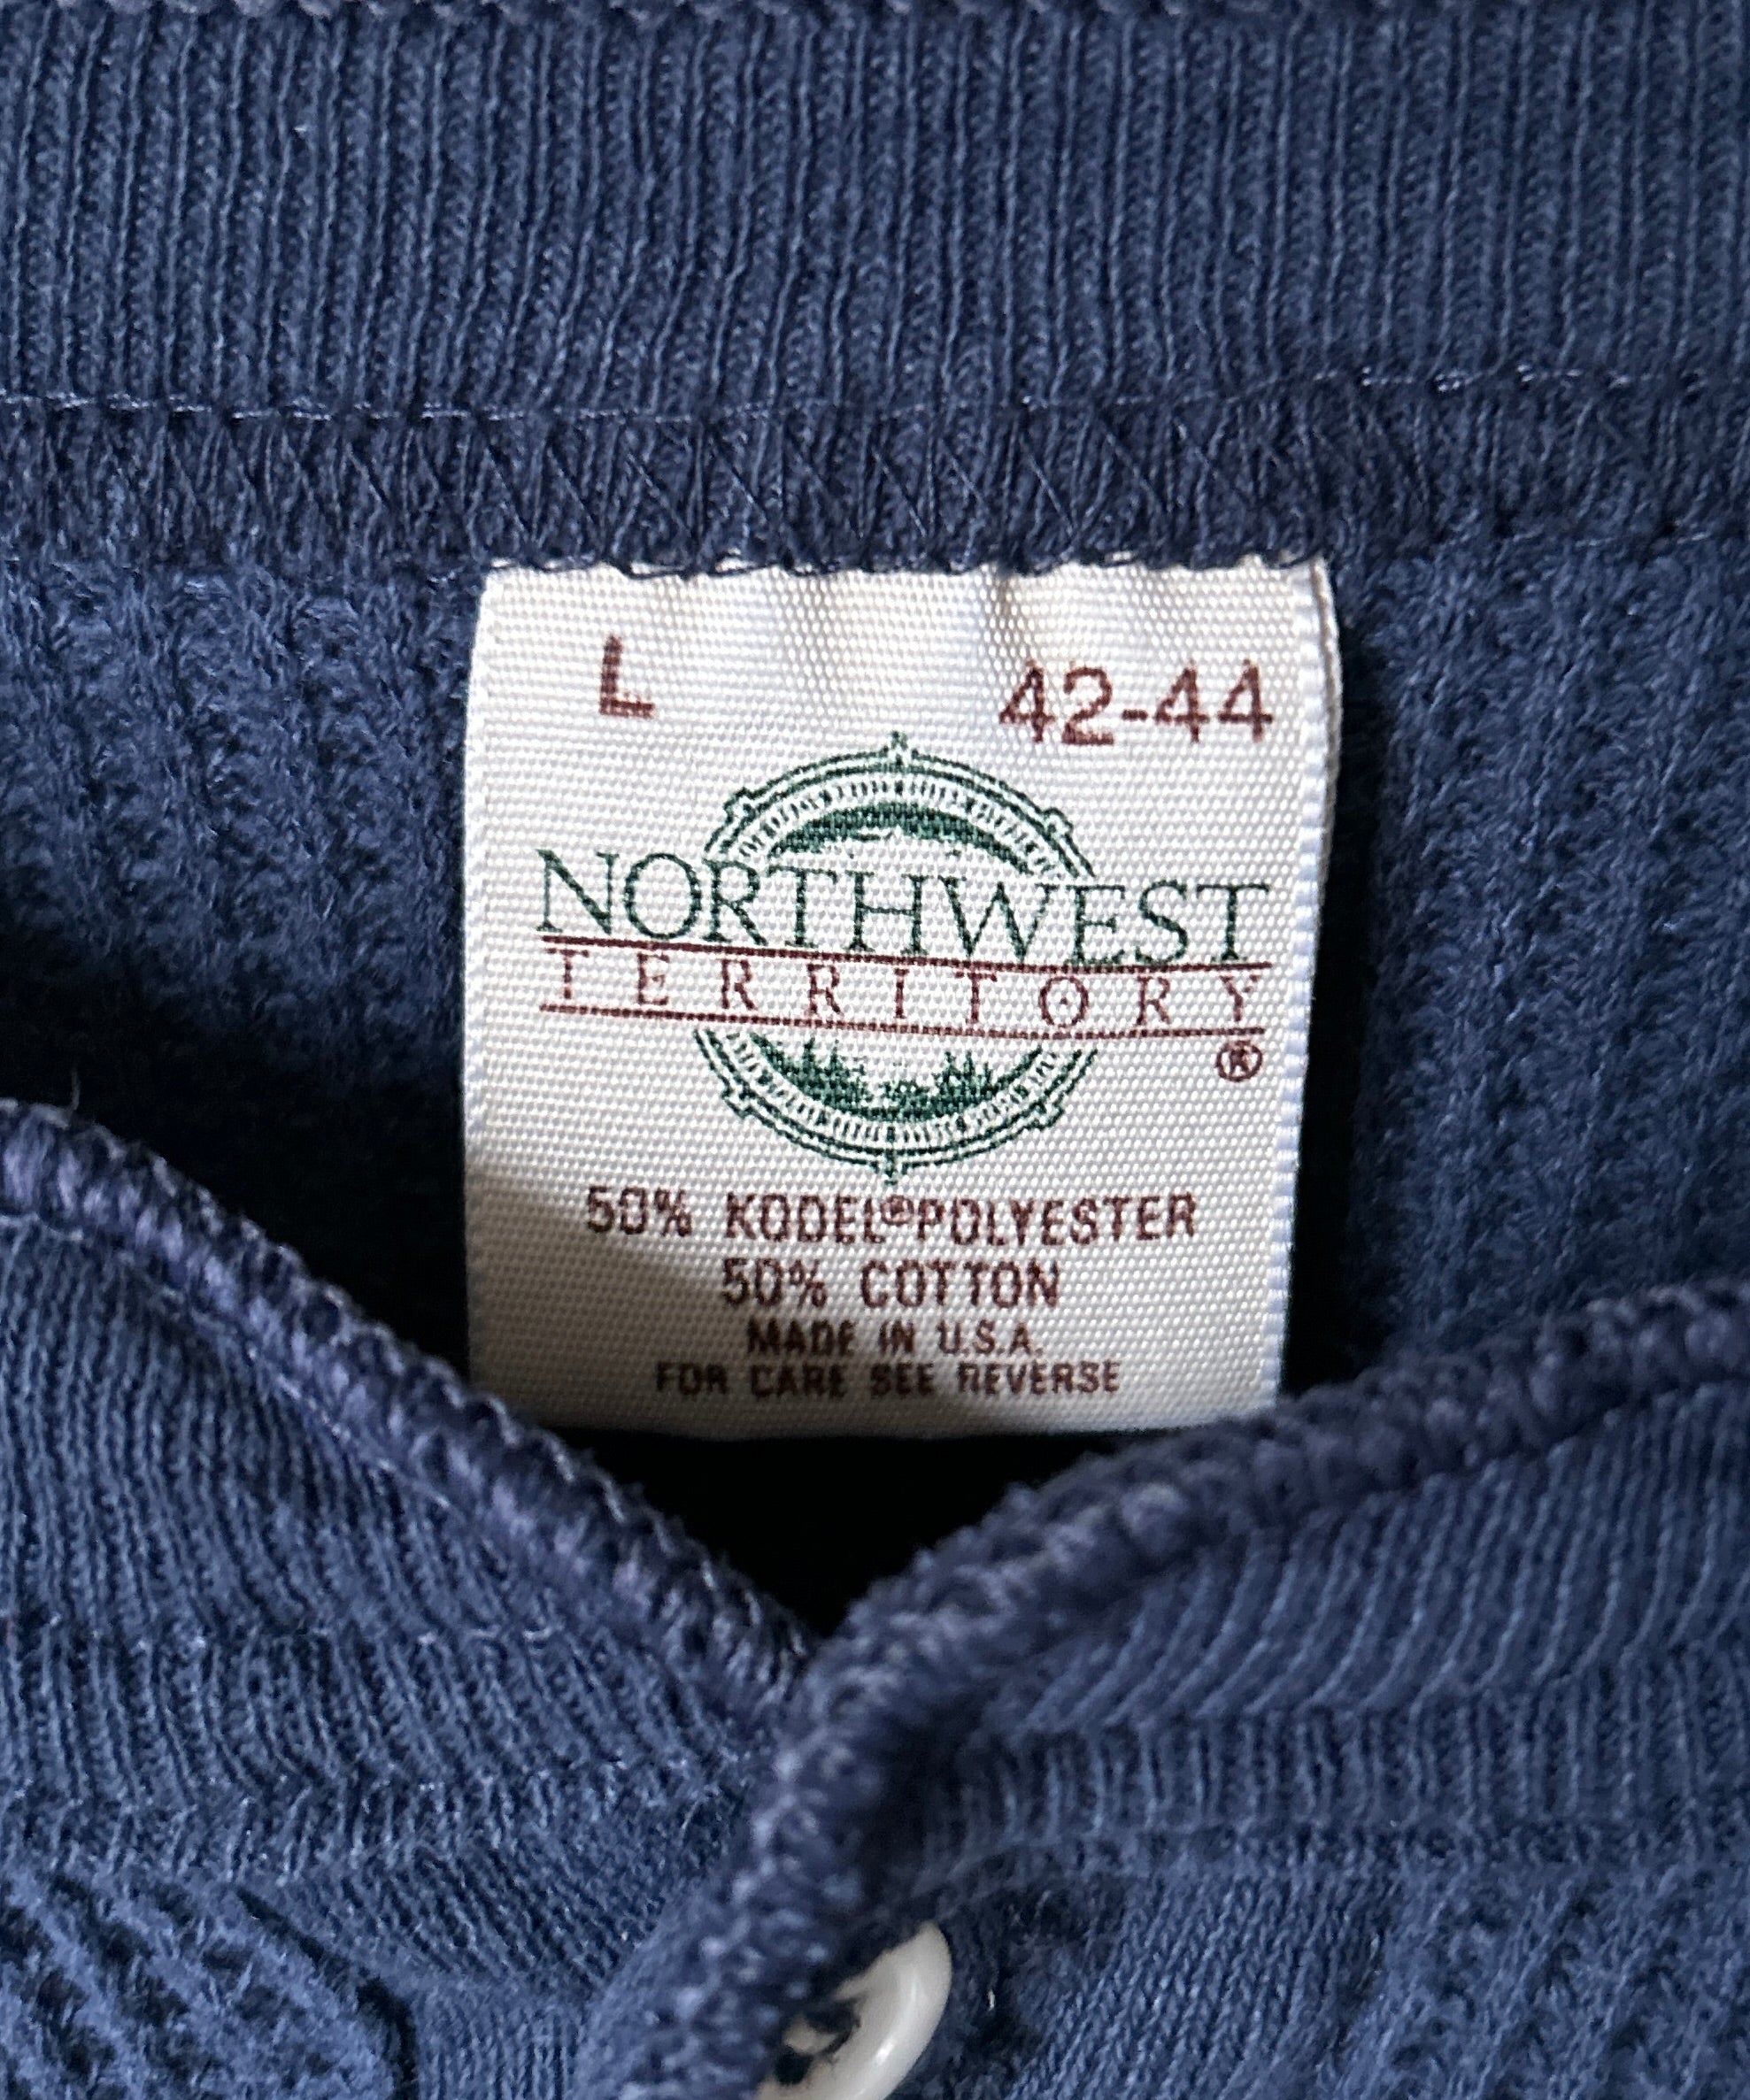 L 42-44
NORTHWEST
TERRITORY
®
50% KODEL®POLYESTER
50% COTTON
MADE IN U.S.A.
FOR CARE SEE REVERSE